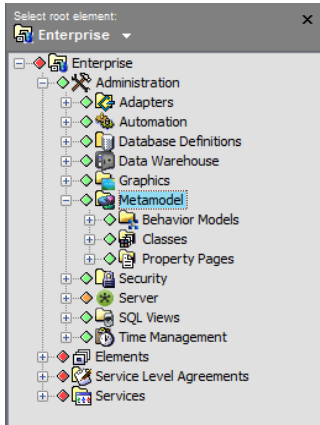 Select root element:
Enterprise
Enterprise
Administration
Adapters
Automation
Database Definitions
Data Warehouse
Graphics
Metamodel
Behavior Models
Classes
Property Pages
Security
Server
SQL Views
Time Management
Elements
Service Level Agreements
Services